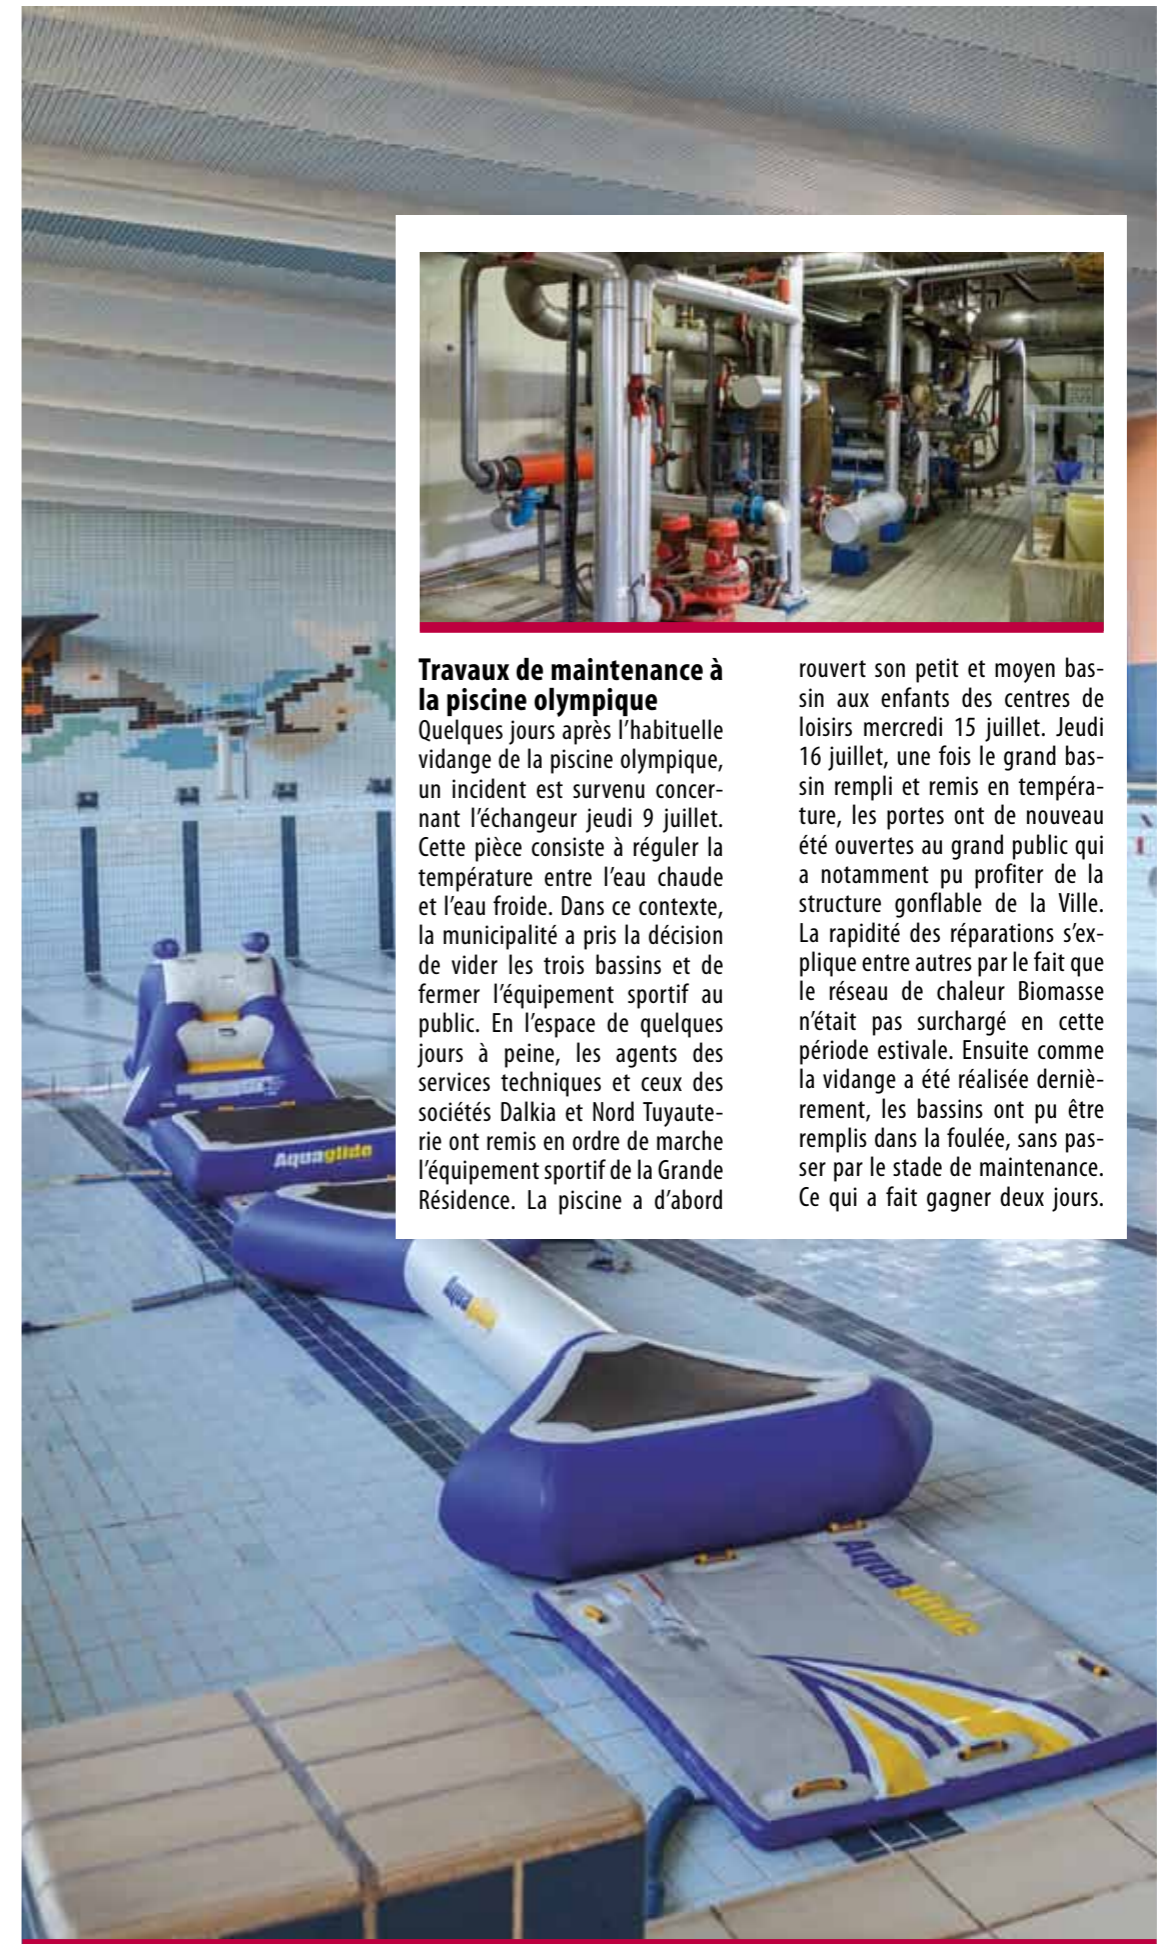 Travaux de maintenance à
la piscine olympique
Quelques jours après l’habituelle
vidange de la piscine olympique,
un incident est survenu concer-
nant l’échangeur jeudi 9 juillet.
Cette pièce consiste à réguler la
température entre l’eau chaude
et l’eau froide. Dans ce contexte,
la municipalité a pris la décision
de vider les trois bassins et de
fermer l’équipement sportif au
public. En l’espace de quelques
jours à peine, les agents des
services techniques et ceux des
sociétés Dalkia et Nord Tuyaute-
rie ont remis en ordre de marche
l’équipement sportif de la Grande
Résidence. La piscine a d’abord
rouvert son petit et moyen bas-
sin aux enfants des centres de
loisirs mercredi 15 juillet. Jeudi
16 juillet, une fois le grand bas-
sin rempli et remis en tempéra-
ture, les portes ont de nouveau
été ouvertes au grand public qui
a notamment pu profiter de la
structure gonflable de la Ville.
La rapidité des réparations s’ex-
plique entre autres par le fait que
le réseau de chaleur Biomasse
n’était pas surchargé en cette
période estivale. Ensuite comme
la vidange a été réalisée derniè-
rement, les bassins ont pu être
remplis dans la foulée, sans pas-
ser par le stade de maintenance.
Ce qui a fait gagner deux jours.
Aquaglide
Aquaglide
Aquaglide